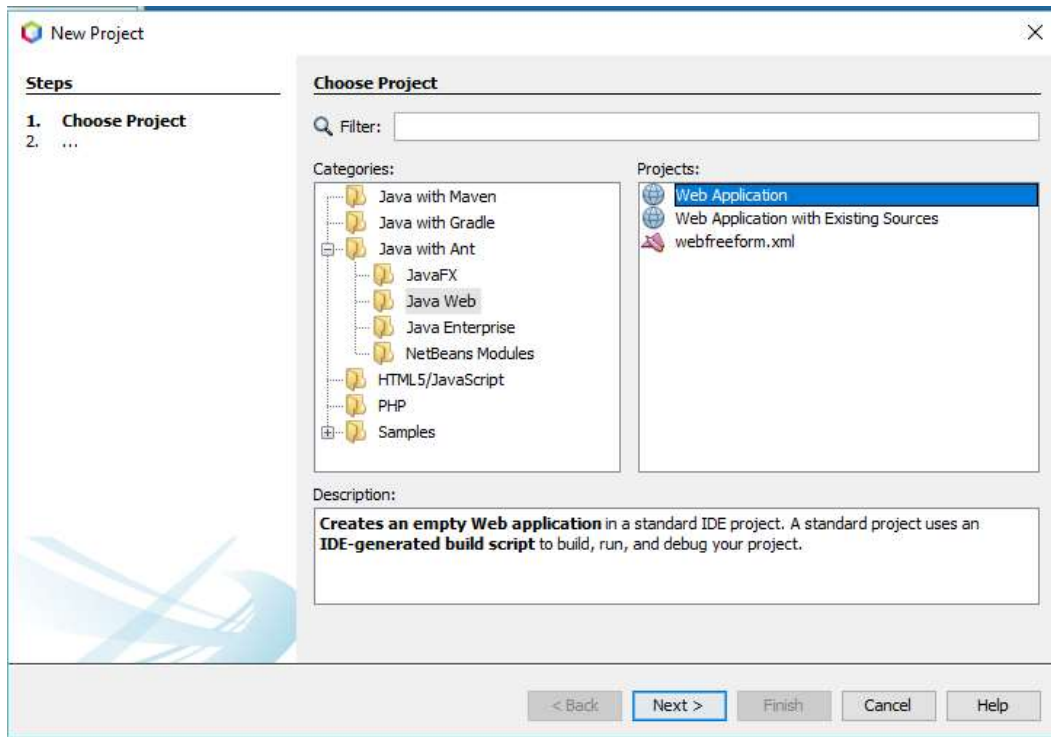 New Project
Steps
1. Choose Project
2. ...
Choose Project
Filter:
Categories:
Java with Maven
Java with Gradle
Java with Ant
JavaFX
Java Web
Java Enterprise
NetBeans Modules
HTML5/JavaScript
PHP
Samples
Projects:
Web Application
Web Application with Existing Sources
webfreeform.xml
Description:
Creates an empty Web application in a standard IDE project. A standard project uses an
IDE-generated build script to build, run, and debug your project.
< Back
Next >
Finish
Cancel
Help